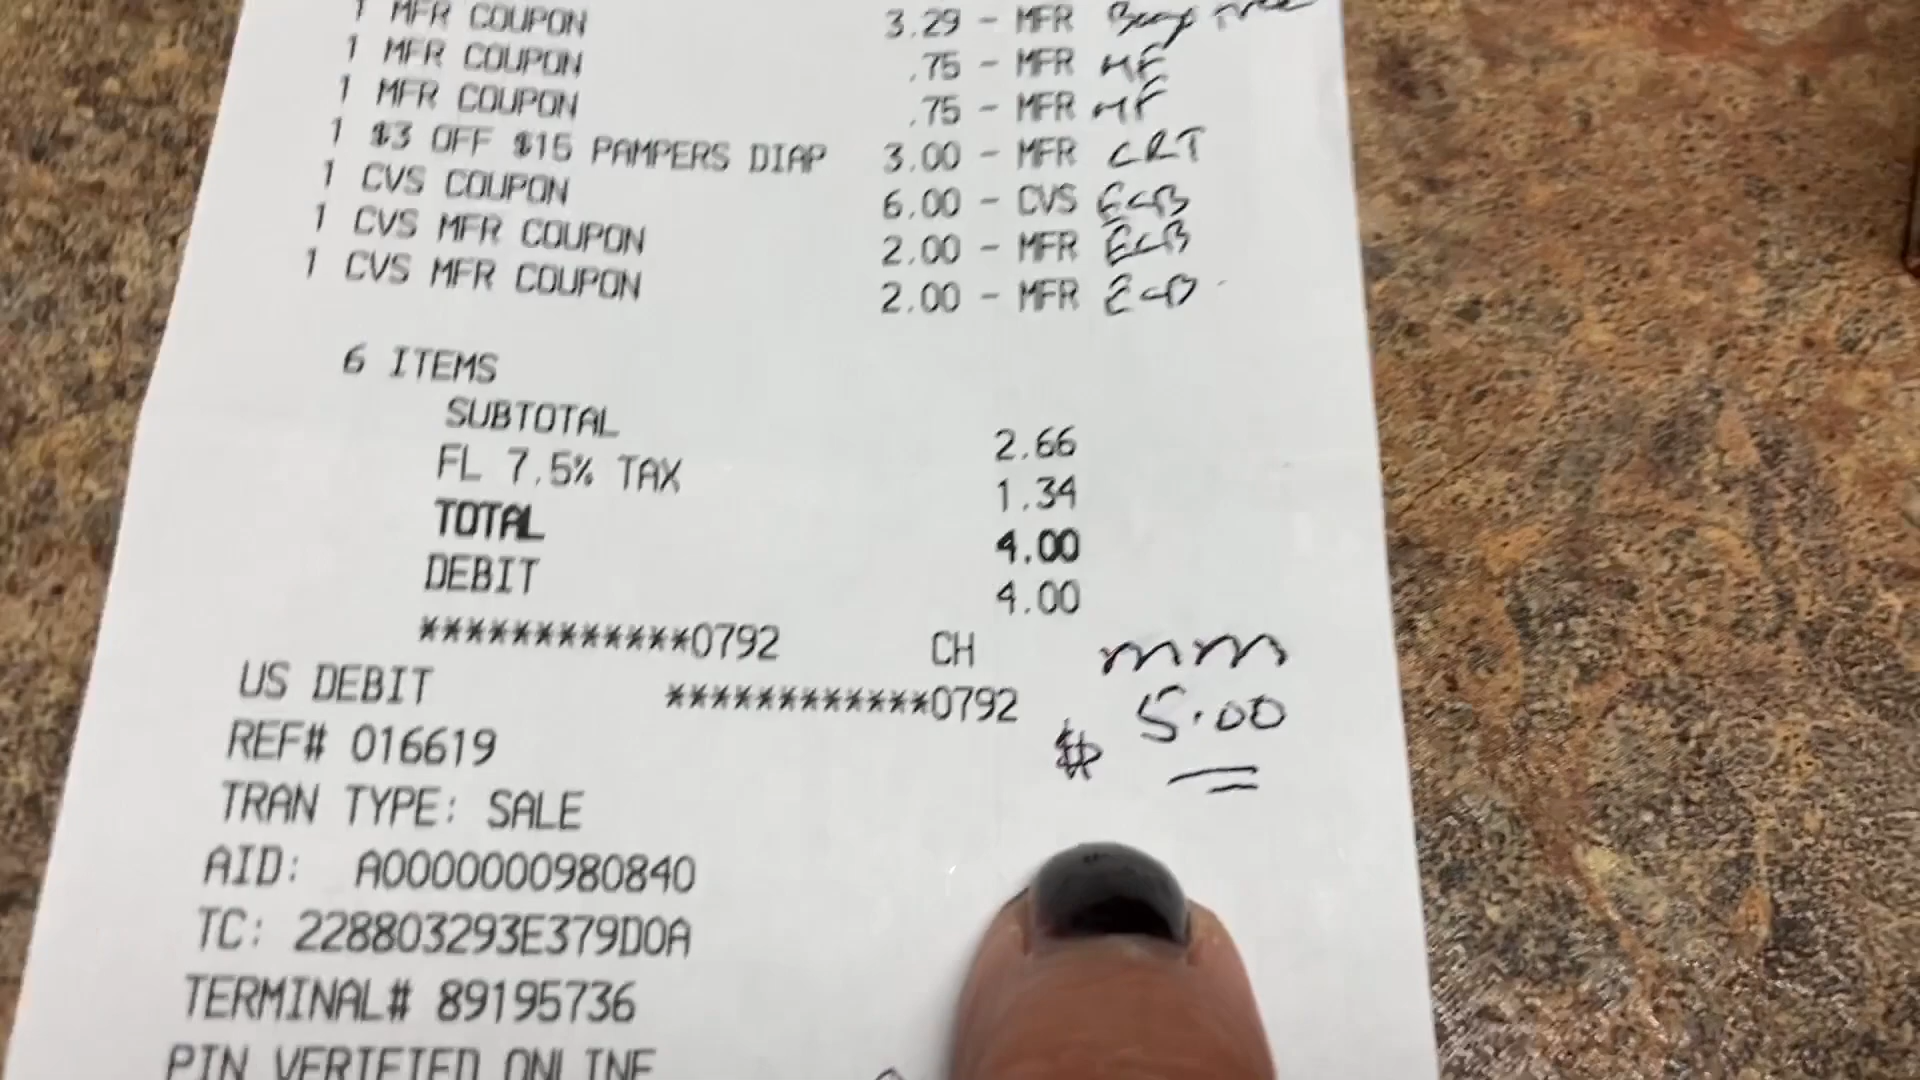 1 MFR COUPON 3.29 - MFR
1 MFR COUPON .75 - MFR MF
1 MFR COUPON .75 - MFR MF
1 $3 OFF $15 PAMPERS DIAP 3.00 - MFR CRT
1 CVS COUPON 6.00 - CVS ECB
1 CVS MFR COUPON 2.00 - MFR ECB
1 CVS MFR COUPON 2.00 - MFR ECB
6 ITEMS
SUBTOTAL 2.66
FL 7.5% TAX 1.34
TOTAL 4.00
DEBIT 4.00
************0792 CH
mm
US DEBIT ************0792
$ 5.00
REF# 016619
TRAN TYPE: SALE
AID: A0000000980840
TC: 228803293E379D0A
TERMINAL# 89195736
PIN VERIFIED ONLINE